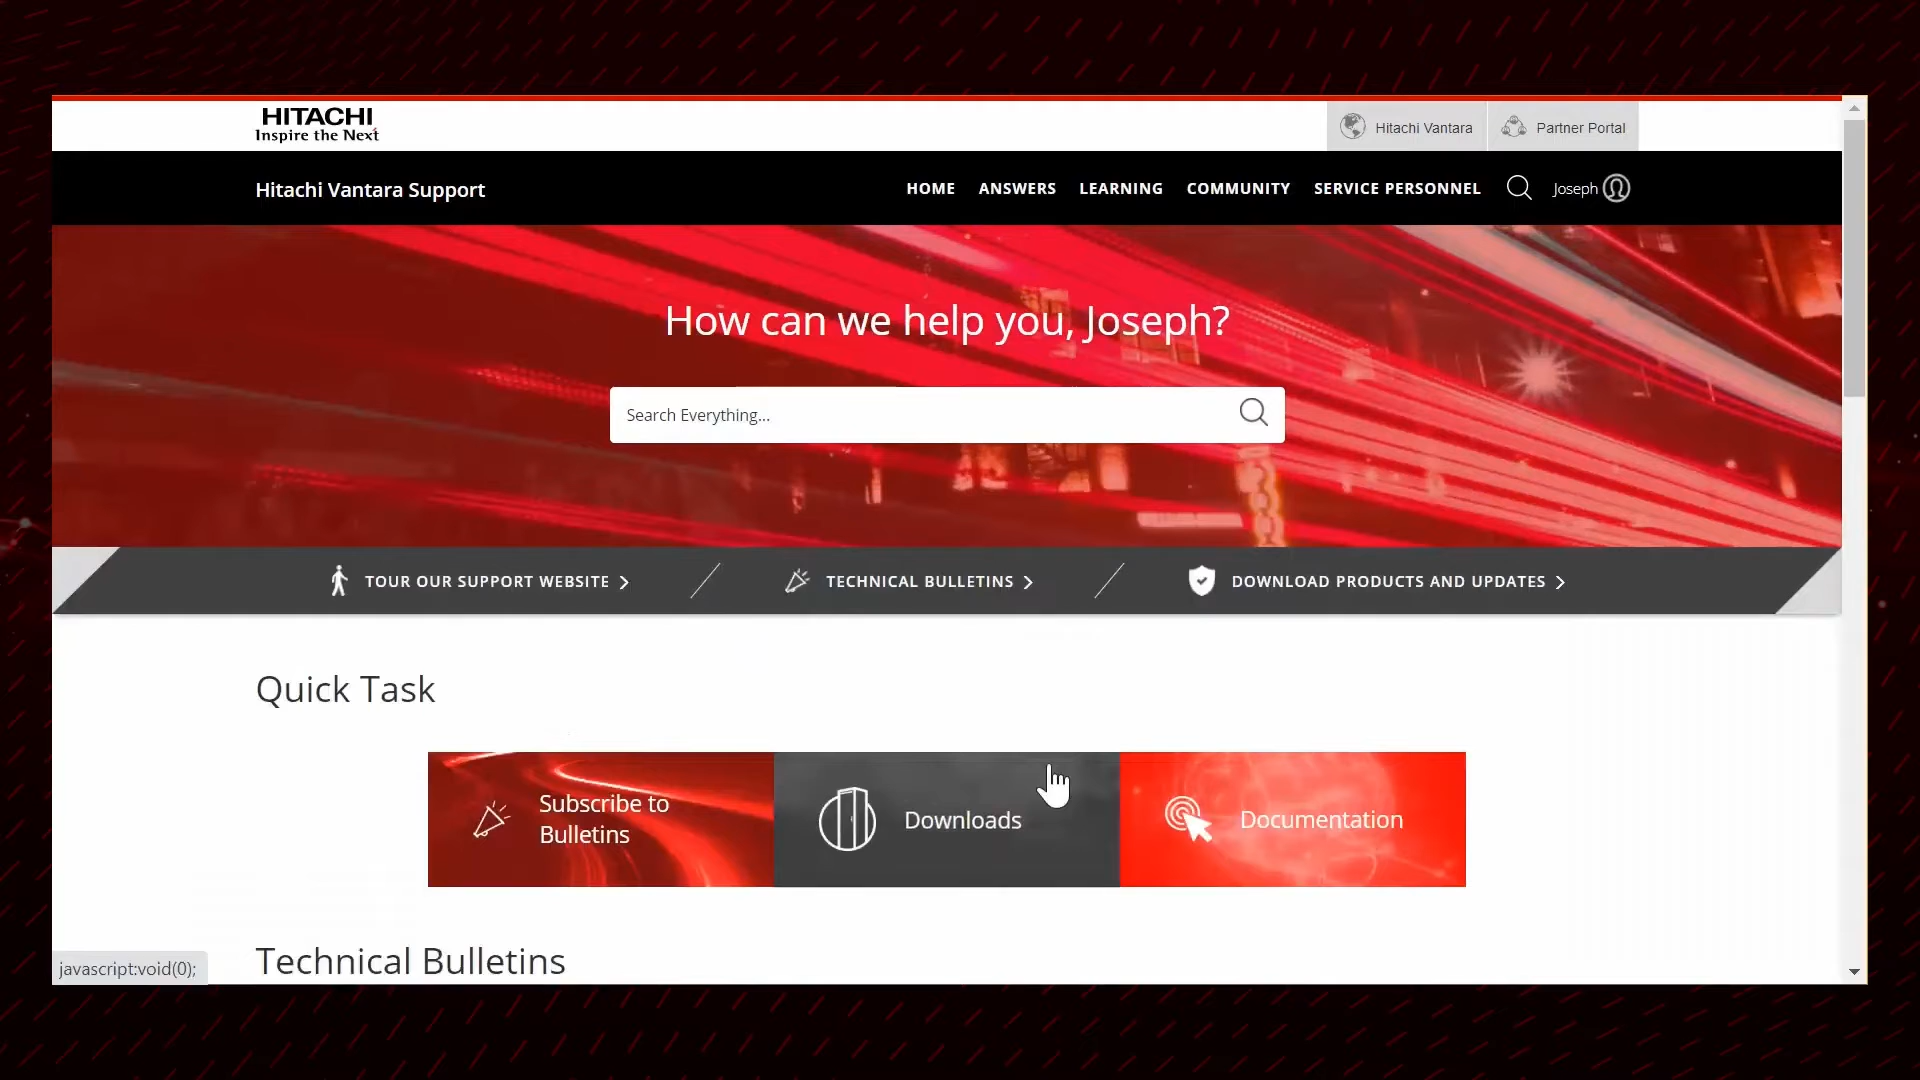 HITACHI
Inspire the Next
Hitachi Vantara
Partner Portal
Hitachi Vantara Support
HOME ANSWERS LEARNING COMMUNITY SERVICE PERSONNEL Joseph
How can we help you, Joseph?
Search Everything...
TOUR OUR SUPPORT WEBSITE
TECHNICAL BULLETINS
DOWNLOAD PRODUCTS AND UPDATES
Quick Task
Subscribe to
Bulletins
Downloads
Documentation
Technical Bulletins
javascript:void(0);